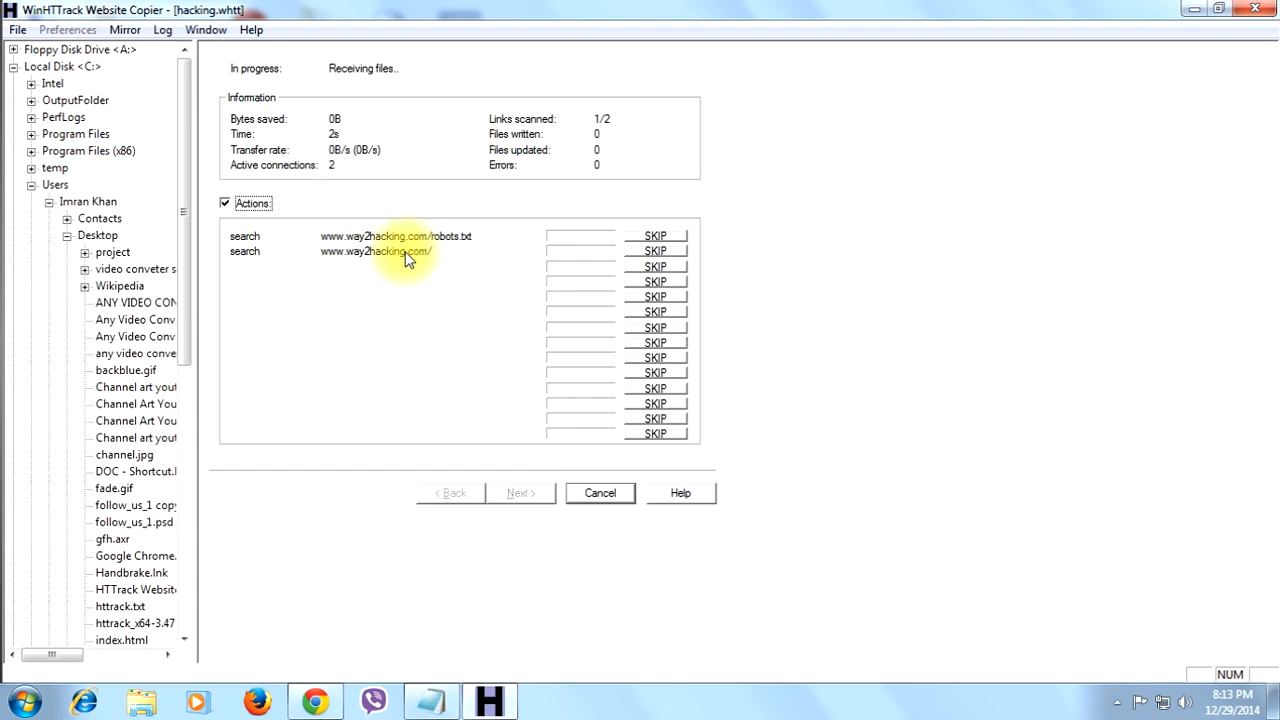 WinHTTrack Website Copier - [hacking.whtt]
File Preferences Mirror Log Window Help
Floppy Disk Drive <A:>
Local Disk <C:>
Intel
OutputFolder
PerfLogs
Program Files
Program Files (x86)
temp
Users
Imran Khan
Contacts
Desktop
project
video conveter s
Wikipedia
ANY VIDEO CON
Any Video Conv
Any Video Conv
any video conve
backblue.gif
Channel art yout
Channel Art You
Channel Art You
Channel art yout
channel.jpg
DOC - Shortcut.l
fade.gif
follow_us_1 copy
follow_us_1.psd
gfh.axr
Google Chrome.
Handbrake.lnk
HTTrack Website
httrack.txt
httrack_x64-3.47
index.html
In progress: Receiving files..
Information
Bytes saved: 0B Links scanned: 1/2
Time: 2s Files written: 0
Transfer rate: 0B/s (0B/s) Files updated: 0
Active connections: 2 Errors: 0
Actions:
search www.way2hacking.com/robots.txt SKIP
search www.way2hacking.com/ SKIP
SKIP
SKIP
SKIP
SKIP
SKIP
SKIP
SKIP
SKIP
SKIP
SKIP
SKIP
SKIP
< Back Next > Cancel Help
NUM
8:13 PM
12/29/2014